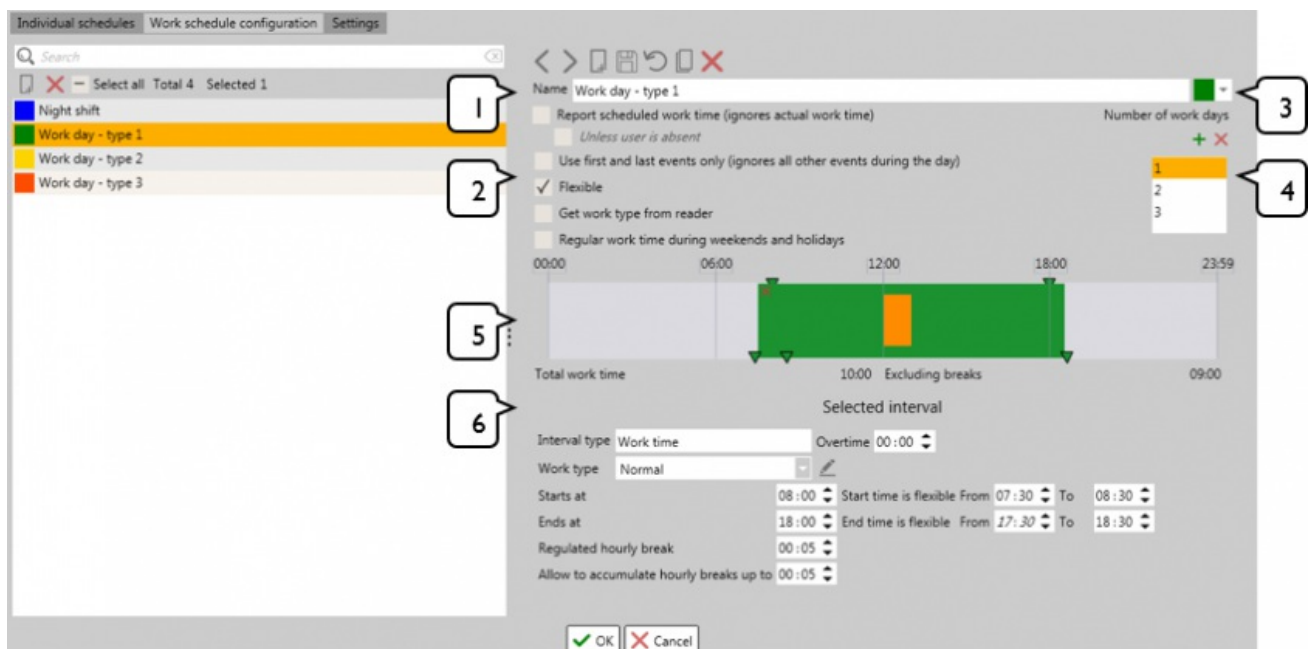 Individual schedules Work schedule configuration Settings
Search
Select all Total 4 Selected 1
Night shift
Work day - type 1
Work day - type 2
Work day - type 3
1
2
5
6
3
4
Name Work day - type 1
Report scheduled work time (ignores actual work time)
Number of work days
Unless user is absent
Use first and last events only (ignores all other events during the day)
1
Flexible
2
Get work type from reader
3
Regular work time during weekends and holidays
00:00 06:00 12:00 18:00 23:59
Total work time 10:00 Excluding breaks 09:00
Selected interval
Interval type Work time Overtime 00:00
Work type Normal
Starts at 08:00 Start time is flexible From 07:30 To 08:30
Ends at 18:00 End time is flexible From 17:30 To 18:30
Regulated hourly break 00:05
Allow to accumulate hourly breaks up to 00:05
OK Cancel